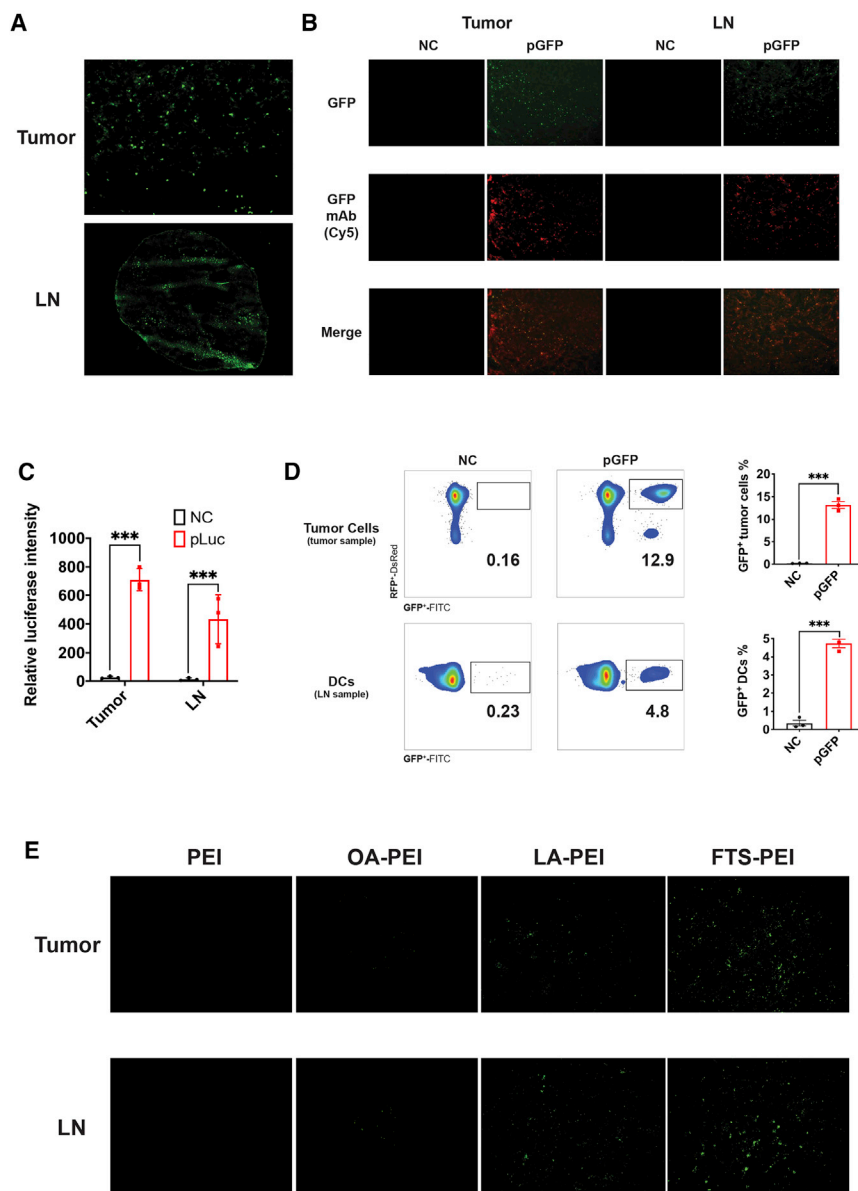 A
Tumor
LN
B
Tumor LN
NC pGFP NC pGFP
GFP
GFP
mAb
(Cy5)
Merge
C
NC
pLuc
Relative luciferase intensity
1000
800
600
400
200
0
***
***
Tumor
LN
D
NC pGFP
Tumor Cells
(tumor sample)
RFP⁺-DsRed
0.16
12.9
GFP⁺-FITC
GFP⁺ tumor cells %
20
15
10
5
0
***
NC
pGFP
DCs
(LN sample)
0.23
4.8
GFP⁺-FITC
GFP⁺ DCs %
5
4
3
2
1
0
***
NC
pGFP
E
PEI OA-PEI LA-PEI FTS-PEI
Tumor
LN